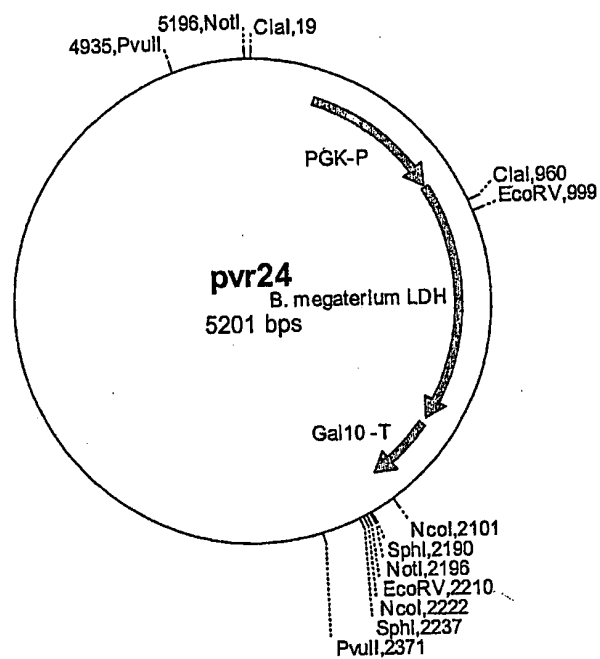 5196,NotI
ClaI,19
4935,PvuII
PGK-P
ClaI,960
EcoRV,999
pvr24
B. megaterium LDH
5201 bps
Gal10 -T
NcoI,2101
SphI,2190
NotI,2196
EcoRV,2210
NcoI,2222
SphI,2237
PvuII,2371